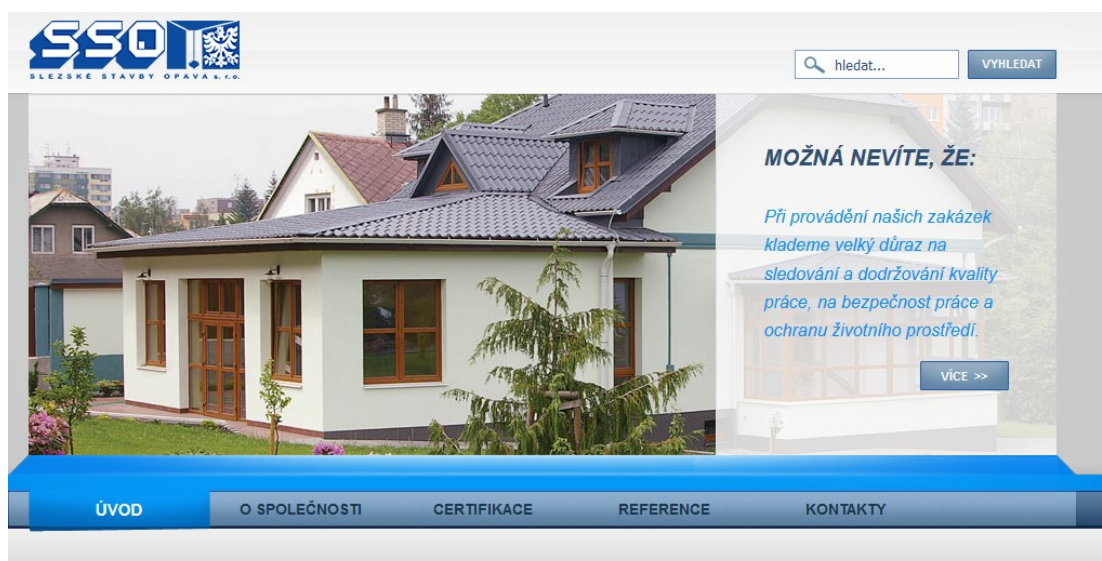 SSO
SLEZSKÉ STAVBY OPAVA s. r. o.
hledat...
VYHLEDAT
MOŽNÁ NEVÍTE, ŽE:
Při provádění našich zakázek
klademe velký důraz na
sledování a dodržování kvality
práce, na bezpečnost práce a
ochranu životního prostředí.
VÍCE >>
ÚVOD
O SPOLEČNOSTI
CERTIFIKACE
REFERENCE
KONTAKTY